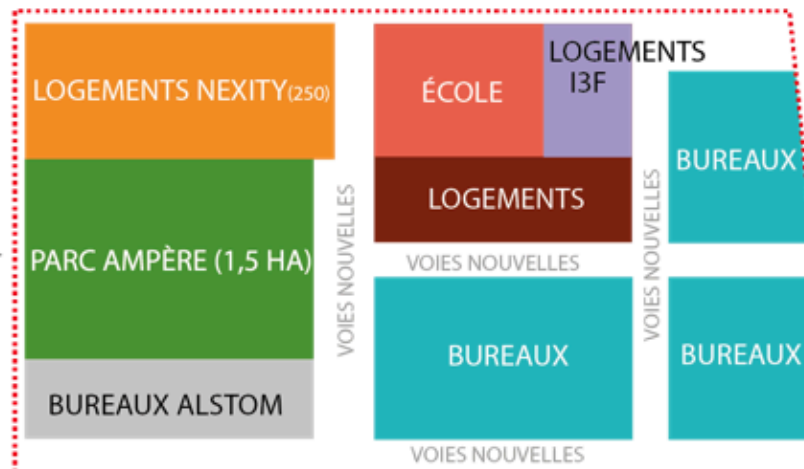 LOGEMENTS NEXITY(250)
PARC AMPÈRE (1,5 HA)
BUREAUX ALSTOM
VOIES NOUVELLES
ÉCOLE
LOGEMENTS
I3F
LOGEMENTS
VOIES NOUVELLES
BUREAUX
VOIES NOUVELLES
VOIES NOUVELLES
BUREAUX
BUREAUX